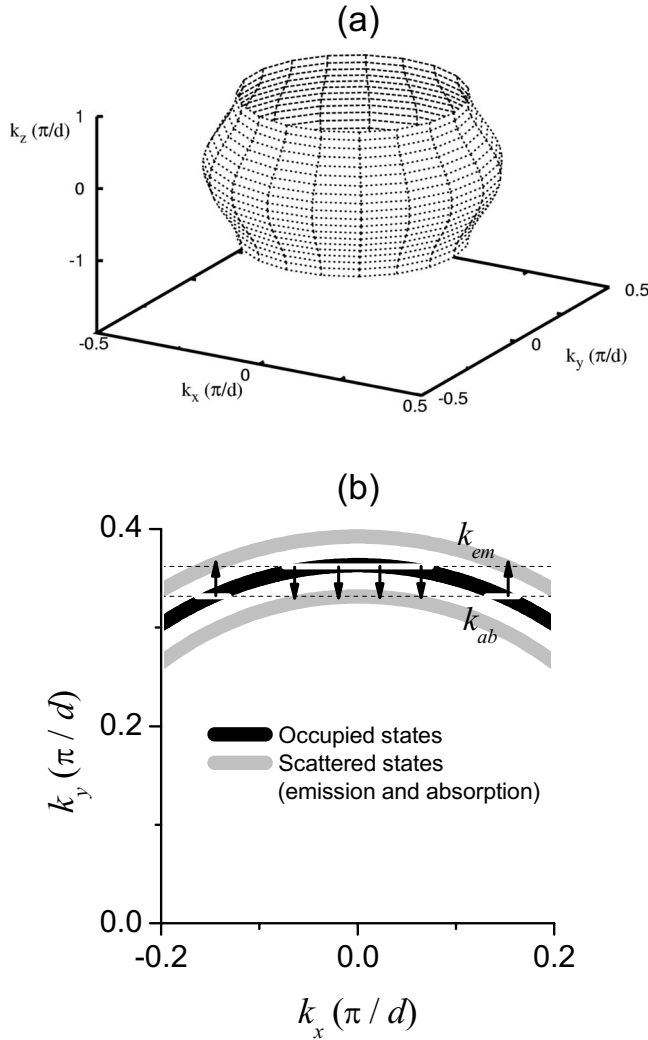 (a)
1
k_z (π/d)
0
-1
-0.5
0
k_x (π/d)
0.5
-0.5
0
k_y (π/d)
0.5
(b)
0.4
k_em
k_ab
k_y (π / d)
0.2
Occupied states
Scattered states
(emission and absorption)
0.0
-0.2
0.0
0.2
k_x (π / d)